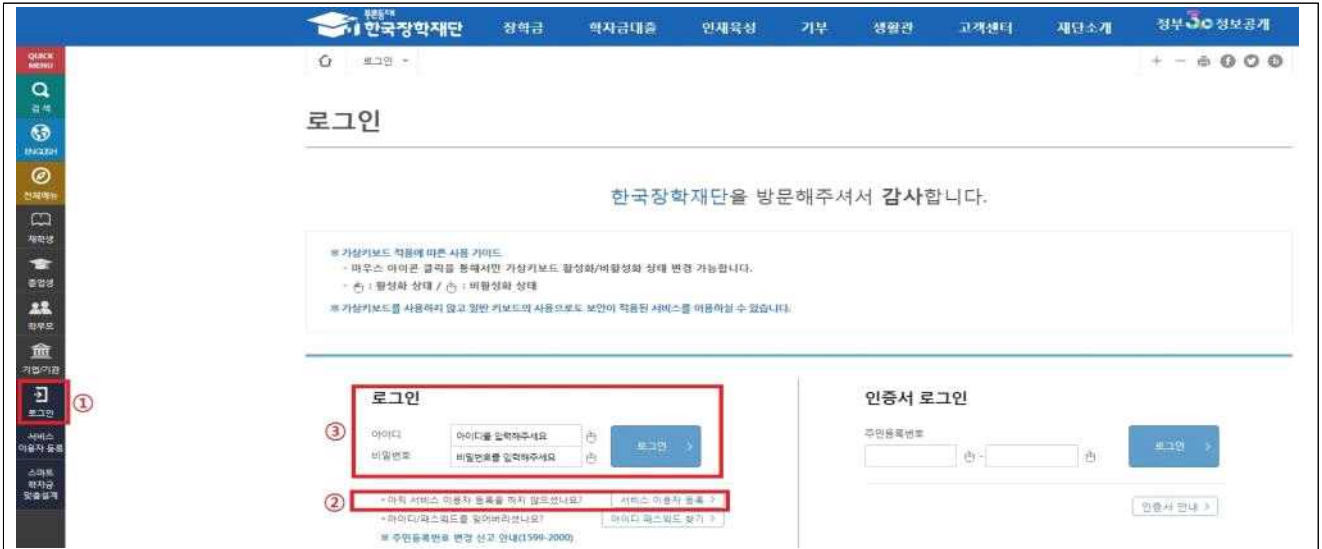 푸른등대
한국장학재단
장학금
학자금대출
인재육성
기부
생활관
고객센터
재단소개
정부3.0 정보공개
QUICK
MENU
검색
ENGLISH
전체메뉴
재학생
졸업생
학부모
기업/기관
로그인
①
서비스
이용자 등록
스마트
학자금
맞춤설계
로그인
로그인
한국장학재단을 방문해주셔서 감사합니다.
※ 가상키보드 적용에 따른 사용 가이드
- 마우스 아이콘 클릭을 통해서만 가상키보드 활성화/비활성화 상태 변경 가능합니다.
- : 활성화 상태 / : 비활성화 상태
※ 가상키보드를 사용하지 않고 일반 키보드의 사용으로도 보안이 적용된 서비스를 이용하실 수 있습니다.
로그인
③
아이디 아이디를 입력해주세요
비밀번호 비밀번호를 입력해주세요
로그인 >
②
- 아직 서비스 이용자 등록을 하지 않으셨나요? 서비스 이용자 등록 >
- 아이디/패스워드를 잊어버리셨나요? 아이디 패스워드 찾기 >
※ 주민등록번호 변경 신고 안내(1599-2000)
인증서 로그인
주민등록번호
-
로그인 >
인증서 안내 >